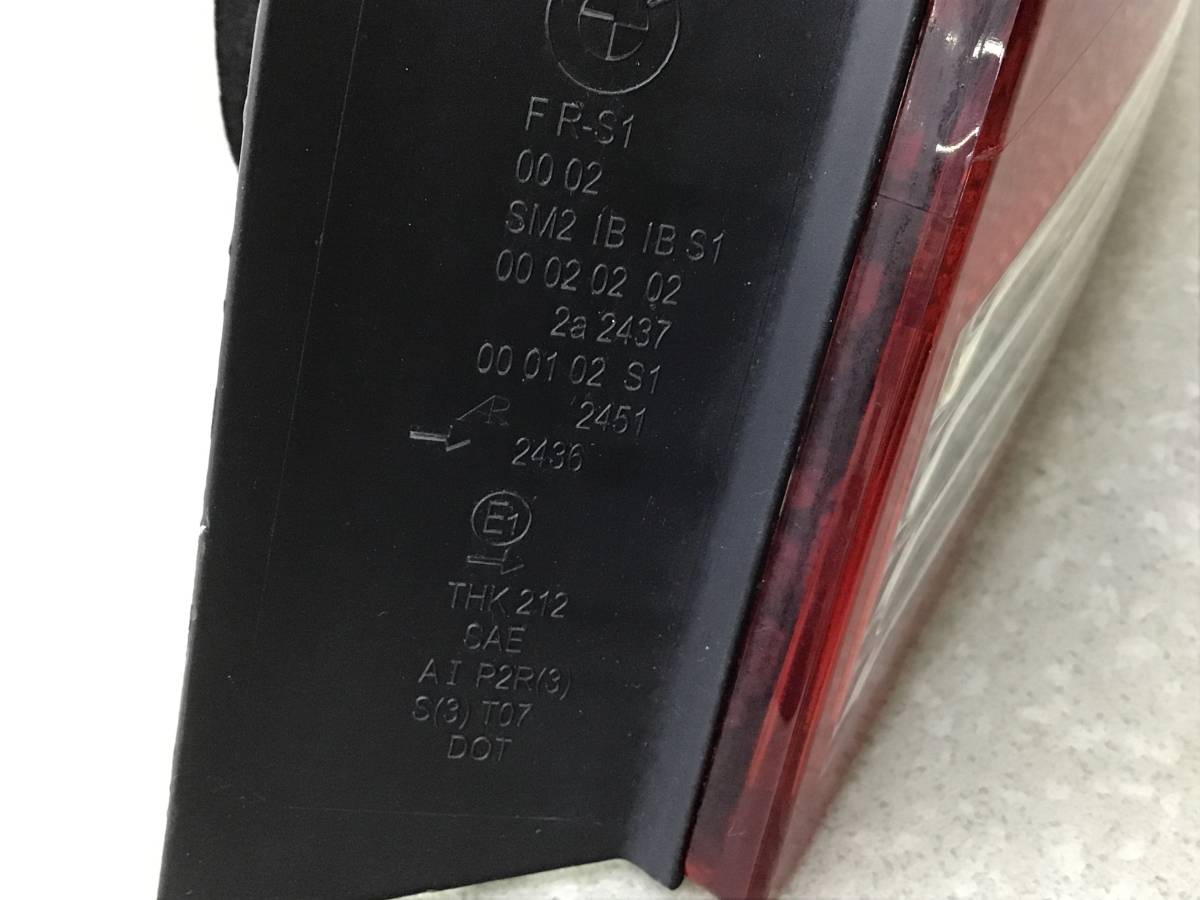 F R-S1
00 02
SM2 IB IB S1
00 02 02 02
2a 2437
00 01 02 S1
AR 2451
2436
E1
THK 212
SAE
A I P2R(3)
S(3) T07
DOT